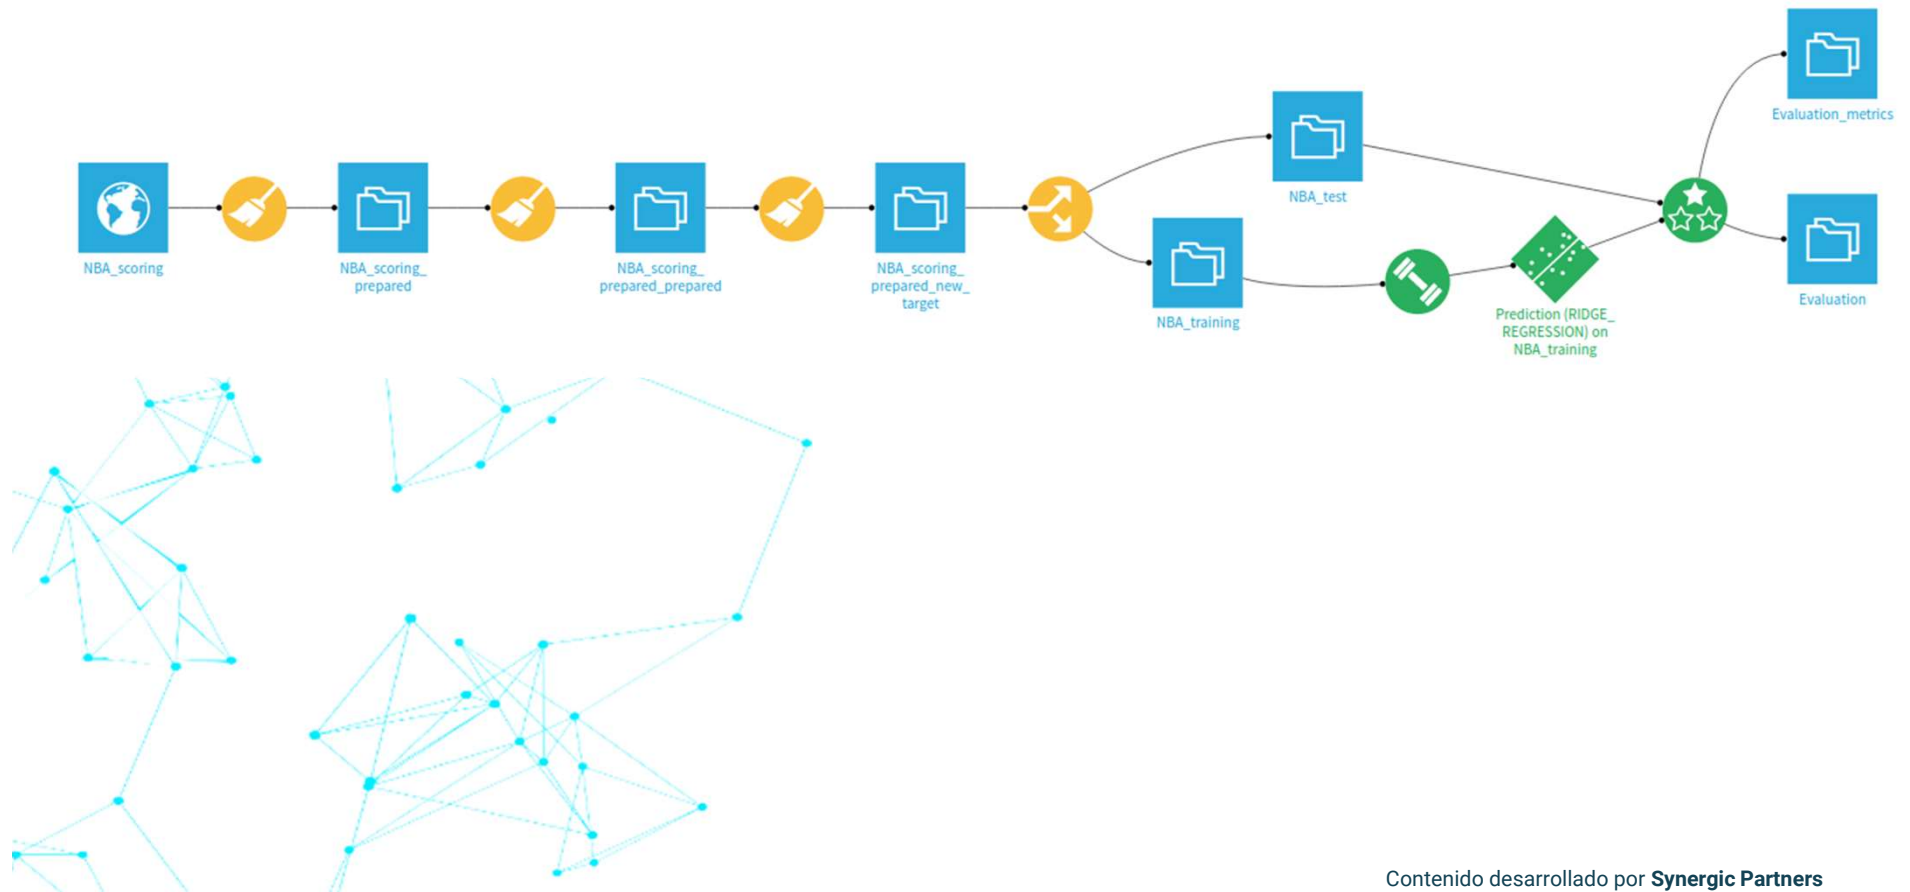 NBA_scoring
NBA_scoring_
prepared
NBA_scoring_
prepared_prepared
NBA_scoring_
prepared_new_
target
NBA_test
NBA_training
Prediction (RIDGE_
REGRESSION) on
NBA_training
Evaluation_metrics
Evaluation
Contenido desarrollado por Synergic Partners